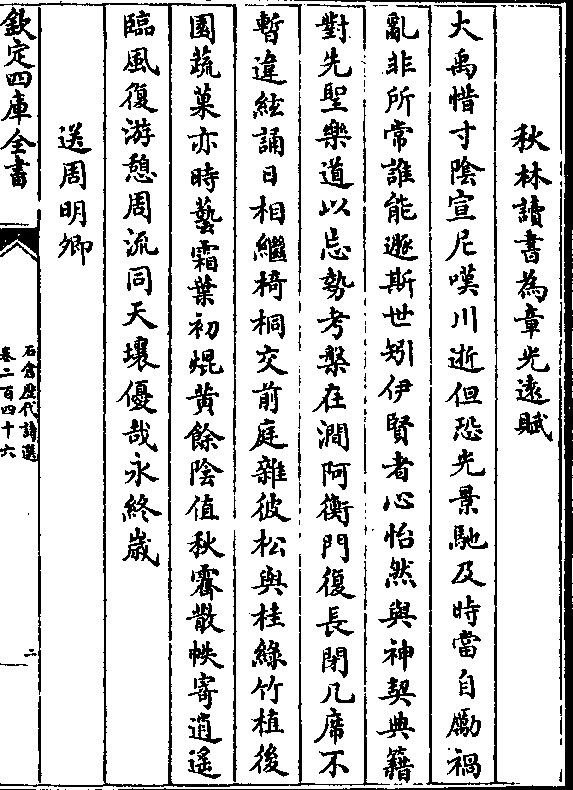 秋林讀書為章光遠賦
大禹惜寸陰宣尼嘆川逝但恐光景馳及時當自勵禍
亂非所常誰能遯斯世矧伊賢者心怡然與神契典籍
對先聖樂道以忘勢考槃在澗阿衡門復長閉几席不
暫違絃誦日相繼椅桐交前庭雜彼松與桂綠竹植後
園蔬菓亦時藝霜葉初焜黃餘陰值秋霽散帙寄逍遥
臨風復游憩周流同天壤優哉永終歲
送周明卿
欽定四庫全書
石倉歴代詩選
卷二百四十六
二